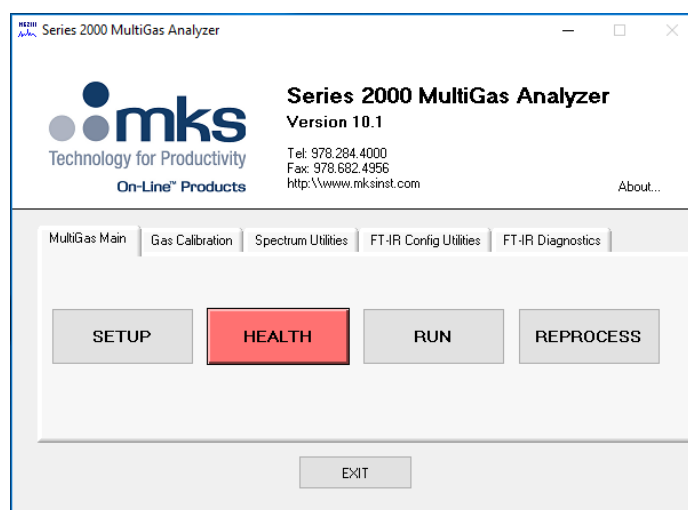 MG2000
Series 2000 MultiGas Analyzer
mks
Technology for Productivity
On-Line™ Products
Series 2000 MultiGas Analyzer
Version 10.1
Tel: 978.284.4000
Fax: 978.682.4956
http:\\www.mksinst.com
About...
MultiGas Main
Gas Calibration
Spectrum Utilities
FT-IR Config Utilities
FT-IR Diagnostics
SETUP
HEALTH
RUN
REPROCESS
EXIT